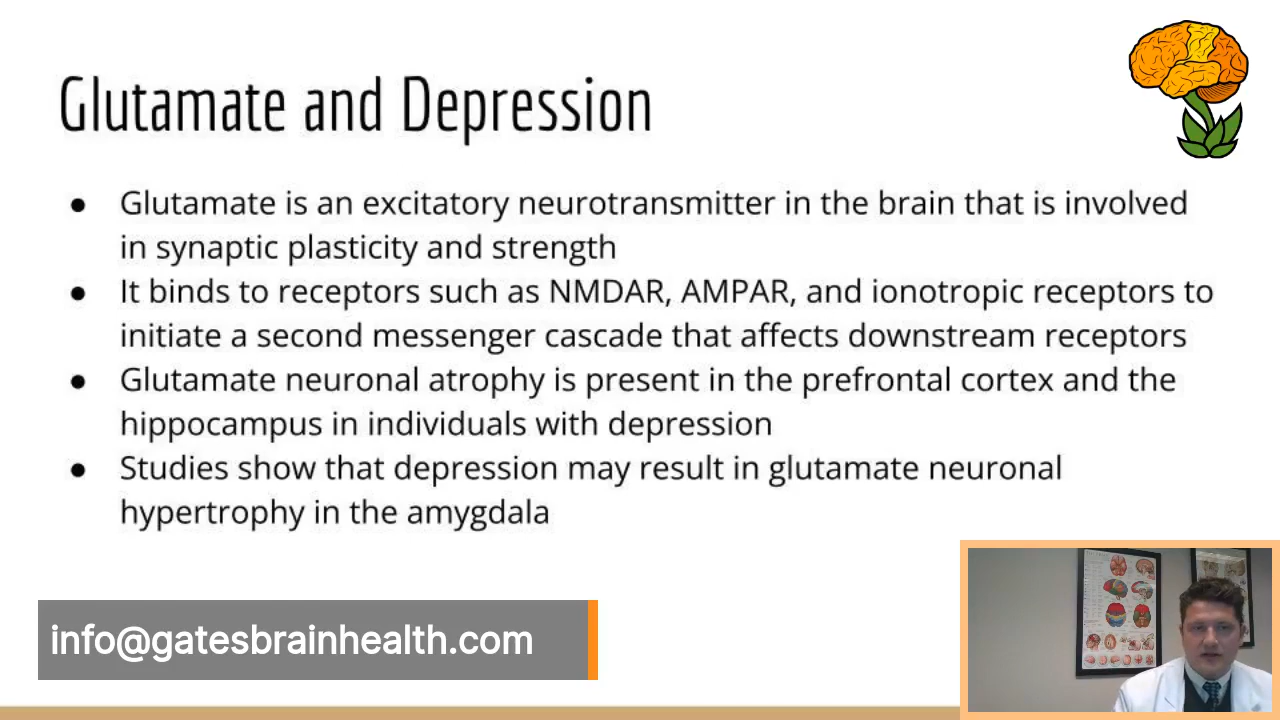 Glutamate and Depression
● Glutamate is an excitatory neurotransmitter in the brain that is involved
in synaptic plasticity and strength
● It binds to receptors such as NMDAR, AMPAR, and ionotropic receptors to
initiate a second messenger cascade that affects downstream receptors
● Glutamate neuronal atrophy is present in the prefrontal cortex and the
hippocampus in individuals with depression
● Studies show that depression may result in glutamate neuronal
hypertrophy in the amygdala
info@gatesbrainhealth.com